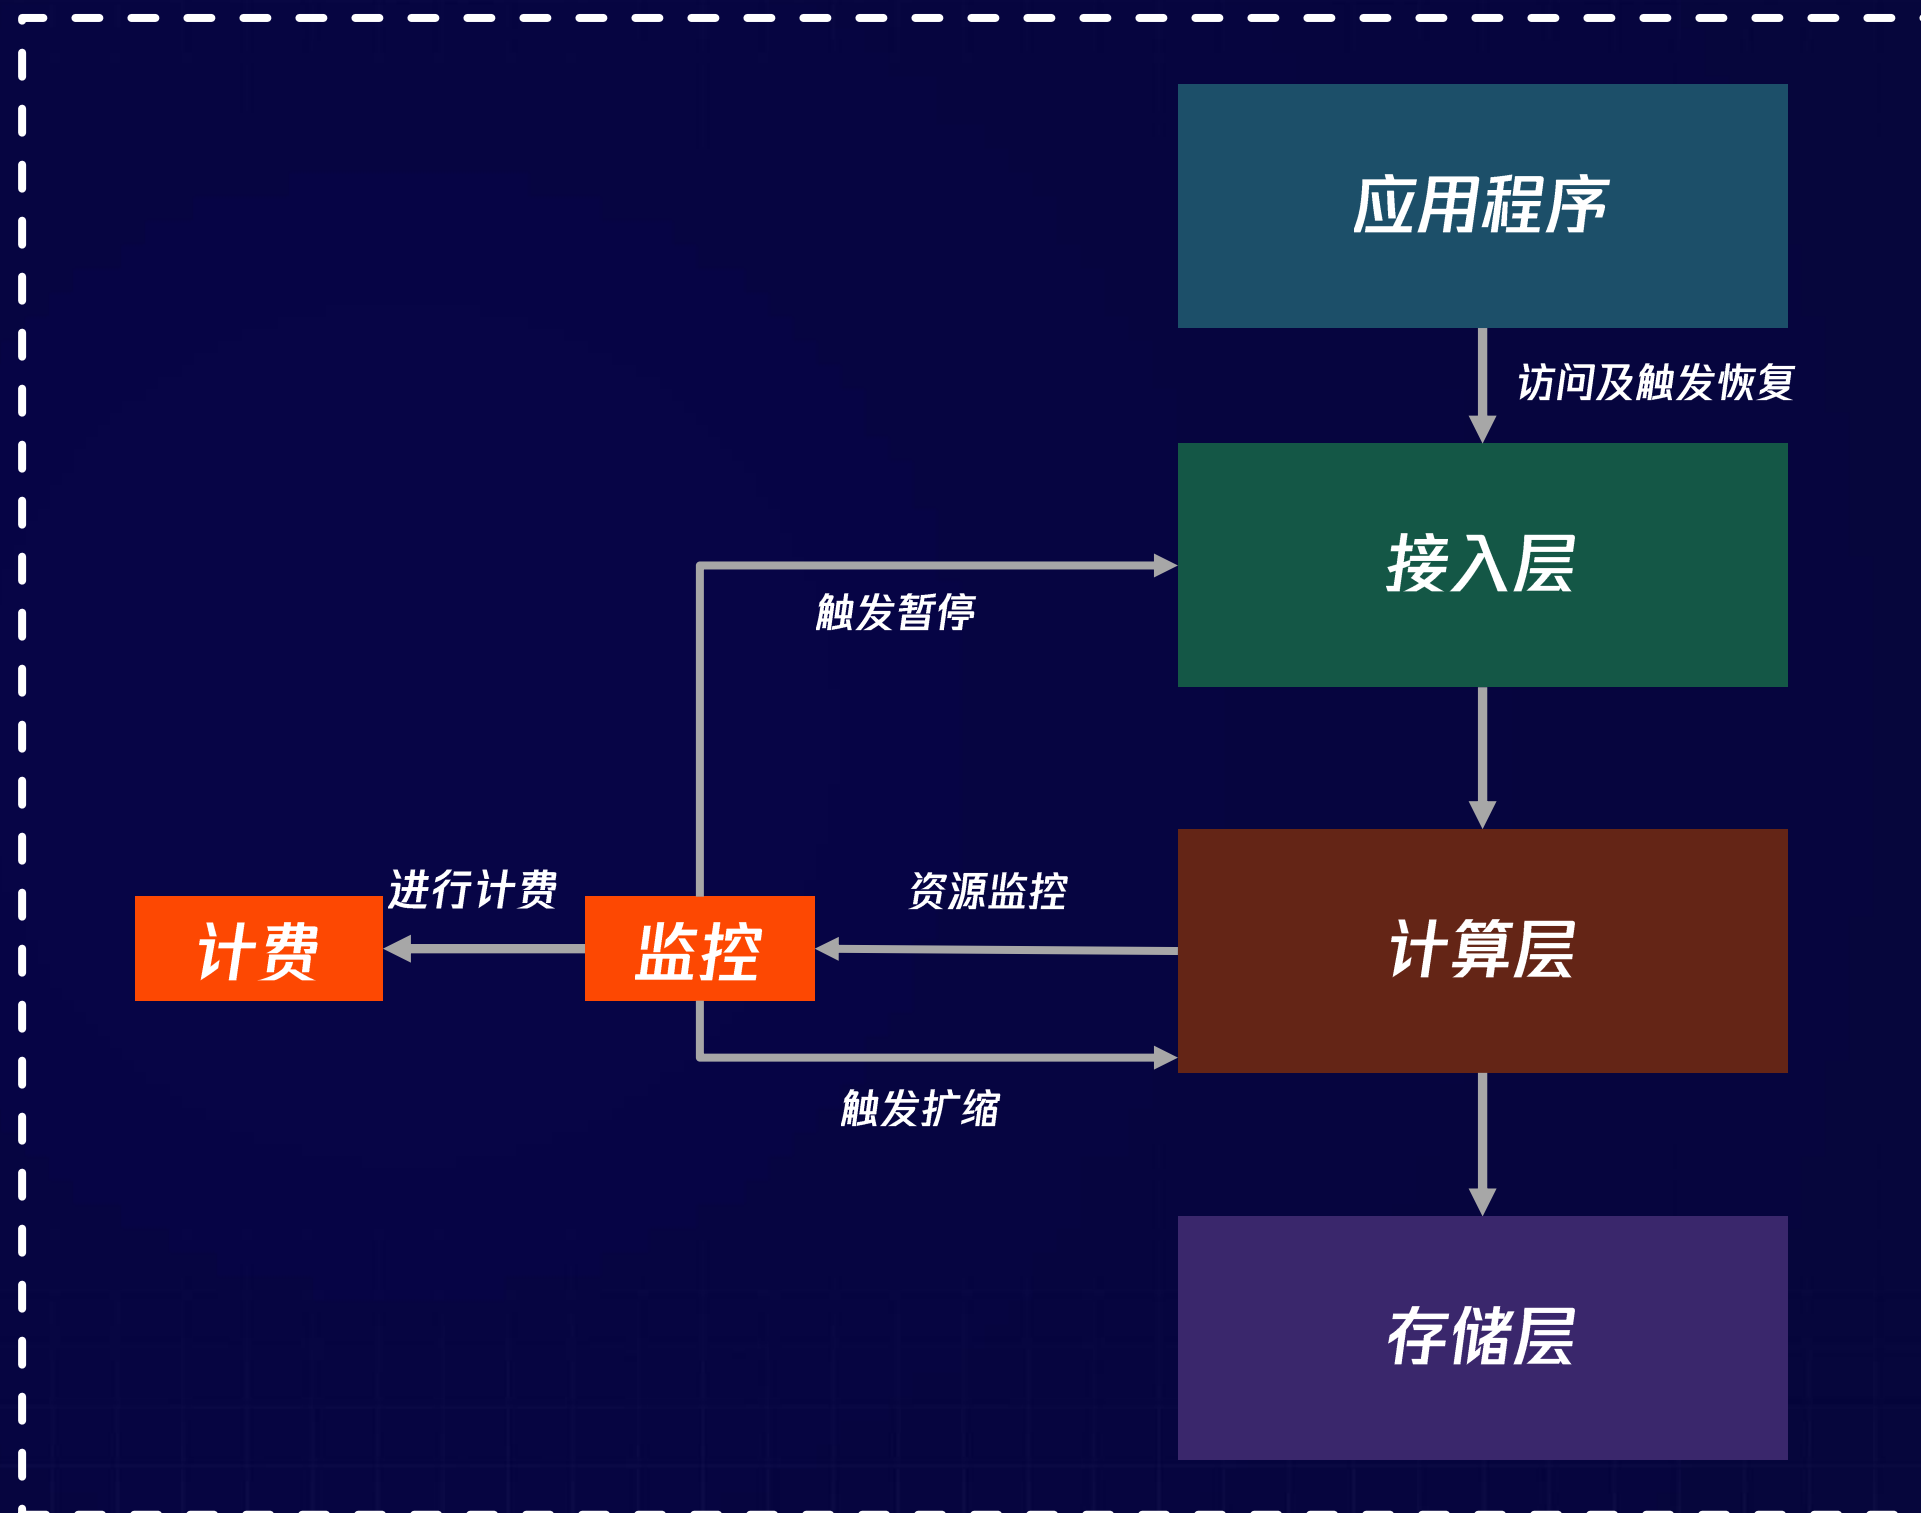 应用程序
访问及触发恢复
接入层
触发暂停
进行计费
资源监控
计费
监控
计算层
触发扩缩
存储层